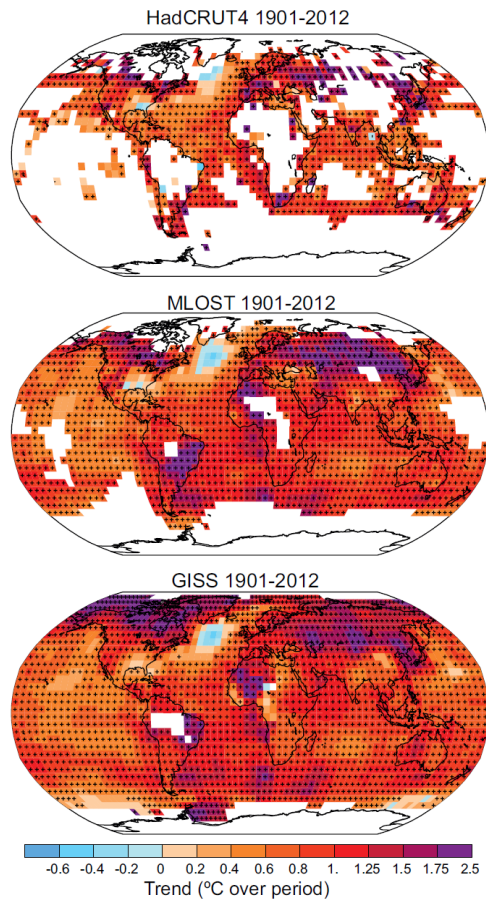 HadCRUT4 1901-2012
MLOST 1901-2012
GISS 1901-2012
-0.6 -0.4 -0.2 0 0.2 0.4 0.6 0.8 1. 1.25 1.5 1.75 2.5
Trend (ºC over period)